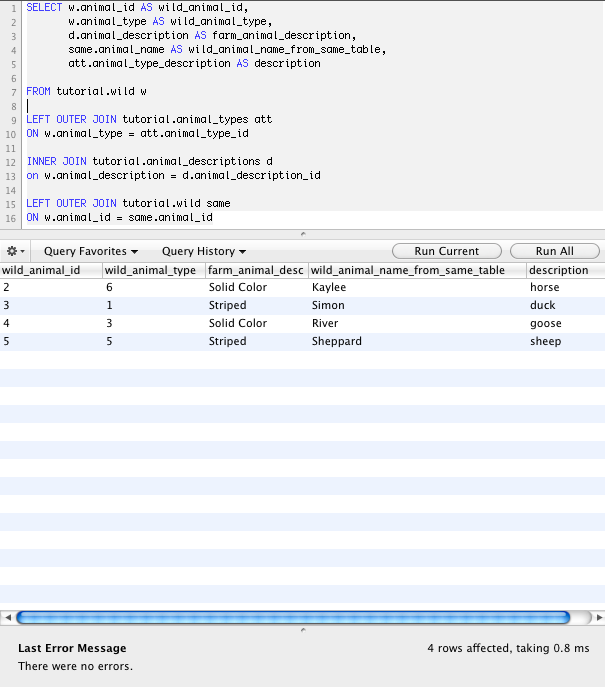 1 SELECT w.animal_id AS wild_animal_id,
2 w.animal_type AS wild_animal_type,
3 d.animal_description AS farm_animal_description,
4 same.animal_name AS wild_animal_name_from_same_table,
5 att.animal_type_description AS description
6
7 FROM tutorial.wild w
8
9 LEFT OUTER JOIN tutorial.animal_types att
10 ON w.animal_type = att.animal_type_id
11
12 INNER JOIN tutorial.animal_descriptions d
13 on w.animal_description = d.animal_description_id
14
15 LEFT OUTER JOIN tutorial.wild same
16 ON w.animal_id = same.animal_id
Query Favorites Query History Run Current Run All
wild_animal_id wild_animal_type farm_animal_desc wild_animal_name_from_same_table description
2 6 Solid Color Kaylee horse
3 1 Striped Simon duck
4 3 Solid Color River goose
5 5 Striped Sheppard sheep
Last Error Message 4 rows affected, taking 0.8 ms
There were no errors.